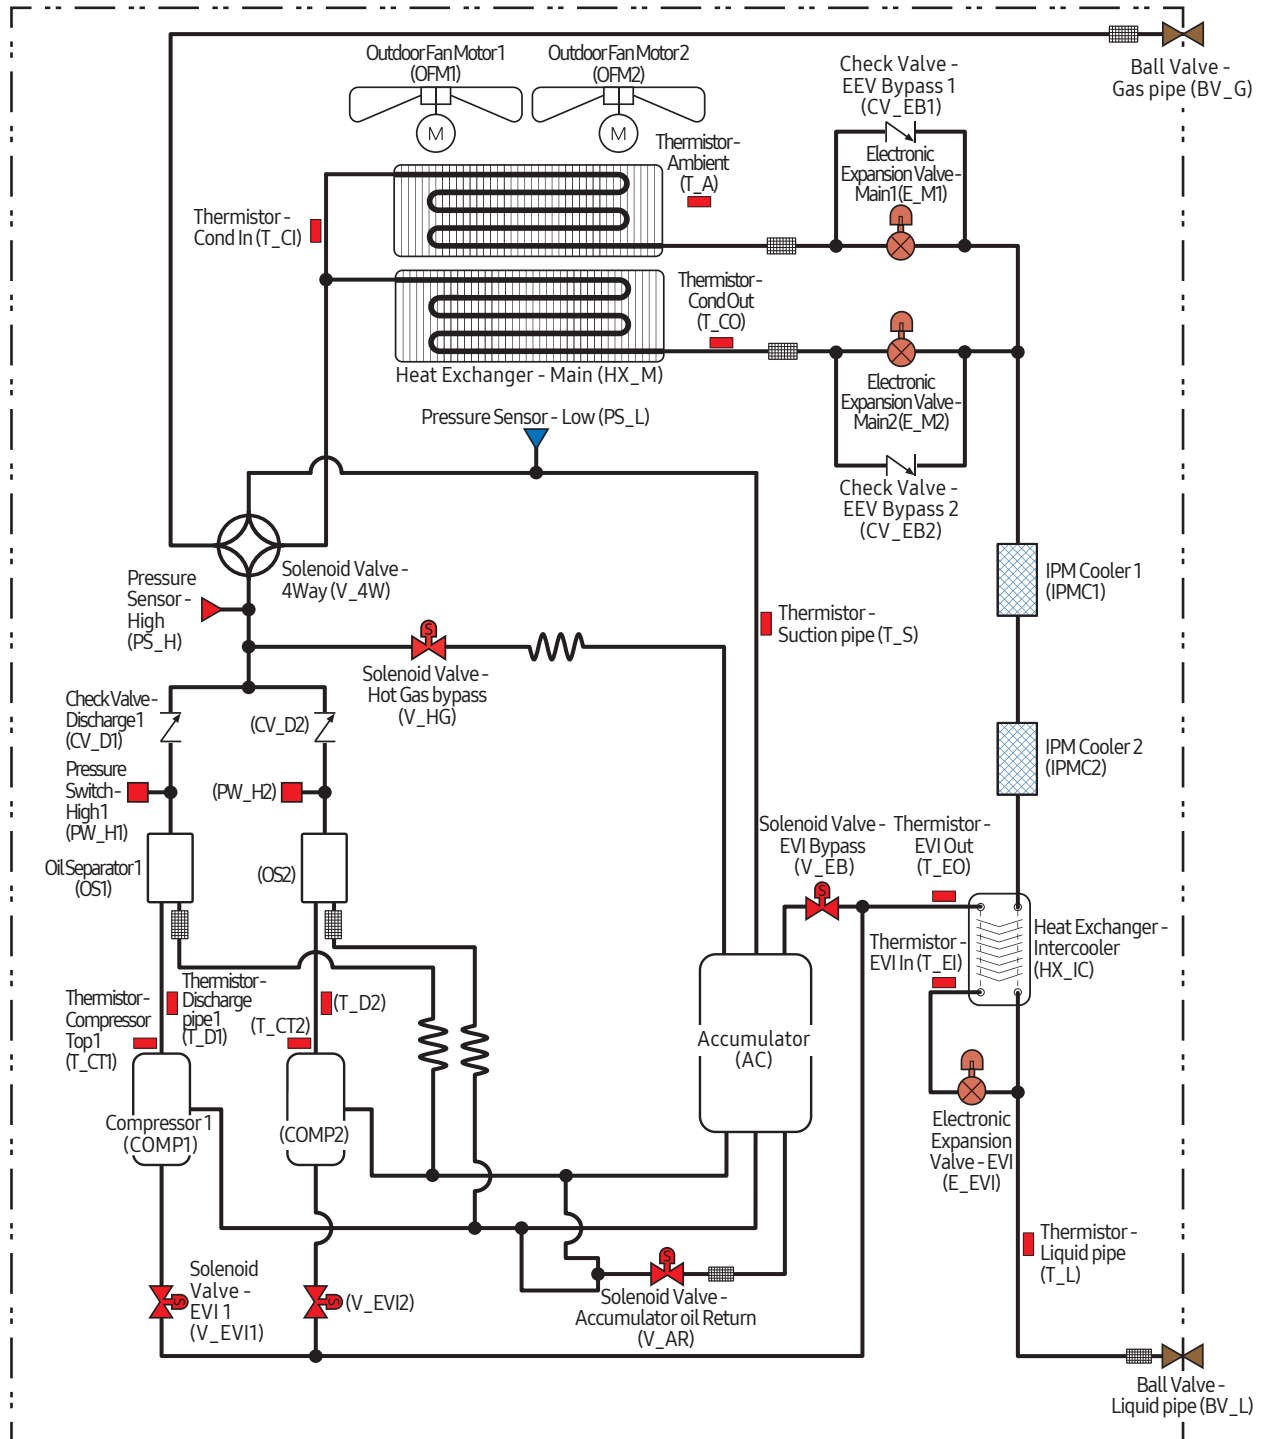 Outdoor Fan Motor 1
(OFM1)
Outdoor Fan Motor 2
(OFM2)
M
M
Check Valve -
EEV Bypass 1
(CV_EB1)
Ball Valve -
Gas pipe (BV_G)
Thermistor-
Ambient
(T_A)
Electronic
Expansion Valve-
Main1(E_M1)
Thermistor -
Cond In (T_CI)
Thermistor-
Cond Out
(T_CO)
Heat Exchanger - Main (HX_M)
Electronic
Expansion Valve-
Main2(E_M2)
Pressure Sensor - Low (PS_L)
Check Valve -
EEV Bypass 2
(CV_EB2)
Solenoid Valve -
4Way (V_4W)
Pressure
Sensor -
High
(PS_H)
IPM Cooler 1
(IPMC1)
Thermistor -
Suction pipe (T_S)
S
Solenoid Valve -
Hot Gas bypass
(V_HG)
Check Valve-
Discharge1
(CV_D1)
(CV_D2)
IPM Cooler 2
(IPMC2)
Pressure
Switch-
High1
(PW_H1)
(PW_H2)
Oil Separator1
(OS1)
(OS2)
Solenoid Valve -
EVI Bypass
(V_EB)
S
Thermistor -
EVI Out
(T_EO)
Heat Exchanger -
Intercooler
(HX_IC)
Thermistor -
EVI In (T_EI)
Thermistor-
Compressor
Top1
(T_CT1)
Thermistor-
Discharge
pipe1
(T_D1)
(T_D2)
(T_CT2)
Accumulator
(AC)
Compressor 1
(COMP1)
(COMP2)
Electronic
Expansion
Valve - EVI
(E_EVI)
Thermistor -
Liquid pipe
(T_L)
Solenoid
Valve -
EVI 1
(V_EVI1)
S
S
(V_EVI2)
S
Solenoid Valve -
Accumulator oil Return
(V_AR)
Ball Valve -
Liquid pipe (BV_L)